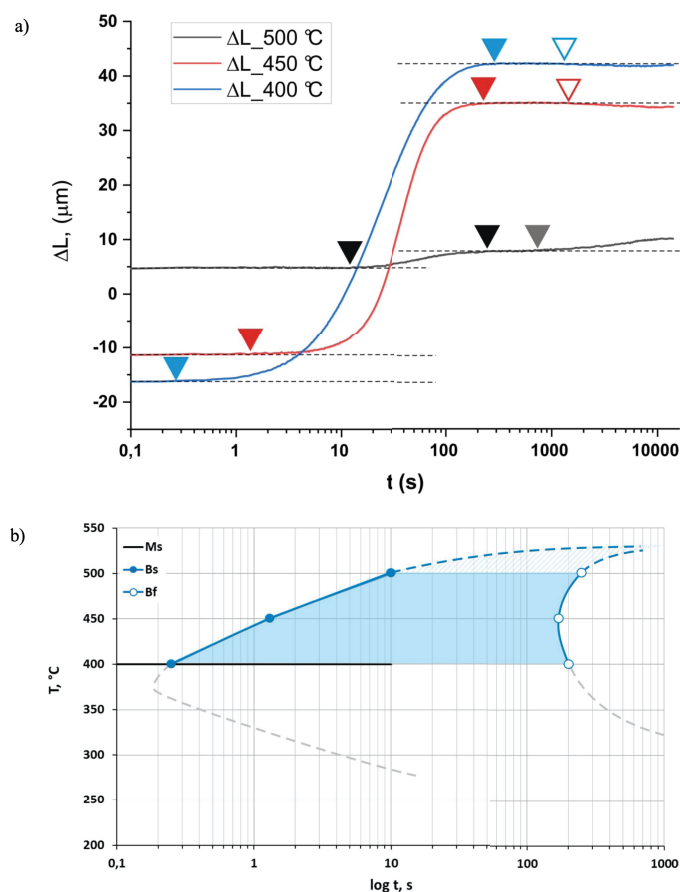 a)
50
40
30
20
10
0
-10
-20
ΔL, (μm)
ΔL_500 °C
ΔL_450 °C
ΔL_400 °C
0,1
1
10
100
1000
10000
t (s)
b)
550
500
450
400
350
300
250
200
T, °C
Ms
Bs
Bf
0,1
1
10
100
1000
log t, s